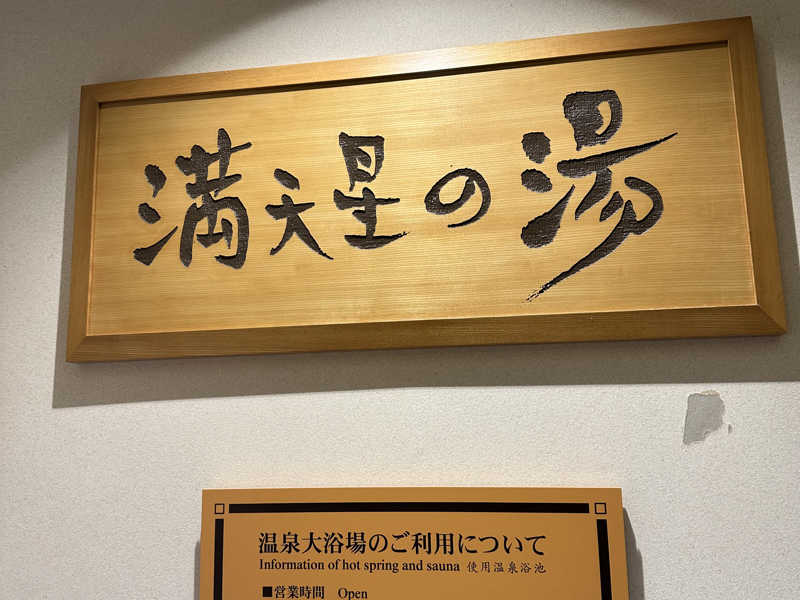 満天星の湯
温泉大浴場のご利用について
Information of hot spring and sauna 使用温泉浴池
■営業時間 Open